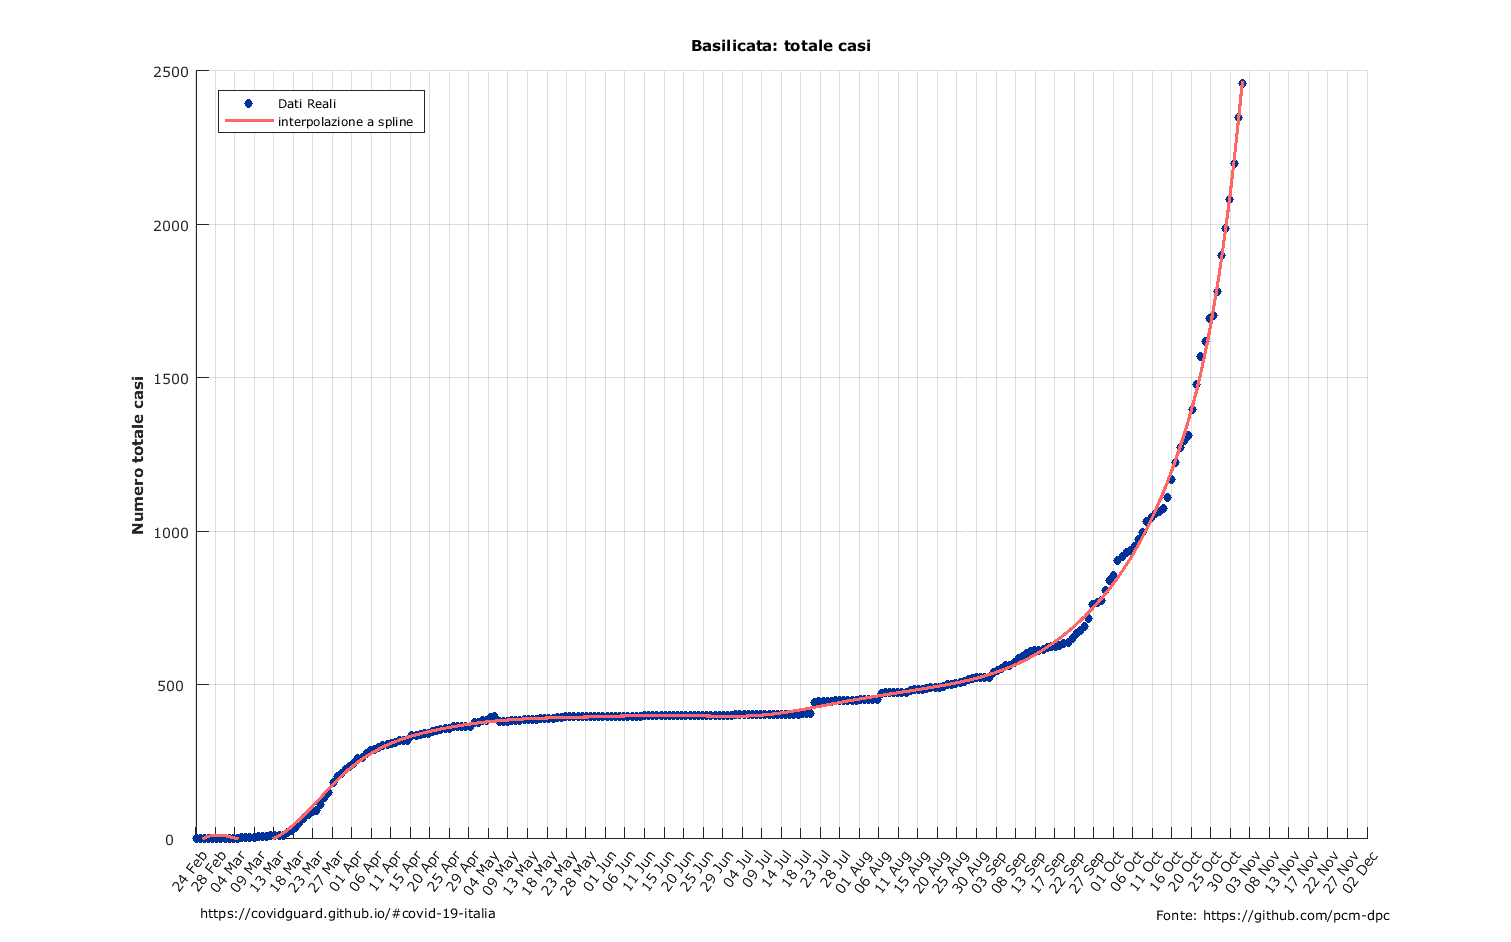 Basilicata: totale casi
Dati Reali
interpolazione a spline
Numero totale casi
2500
2000
1500
1000
500
0
24 Feb
28 Feb
04 Mar
09 Mar
13 Mar
18 Mar
23 Mar
27 Mar
01 Apr
06 Apr
11 Apr
15 Apr
20 Apr
25 Apr
29 Apr
04 May
09 May
13 May
18 May
23 May
28 May
01 Jun
06 Jun
11 Jun
15 Jun
20 Jun
25 Jun
29 Jun
04 Jul
09 Jul
14 Jul
18 Jul
23 Jul
28 Jul
01 Aug
06 Aug
11 Aug
15 Aug
20 Aug
25 Aug
30 Aug
03 Sep
08 Sep
13 Sep
17 Sep
22 Sep
27 Sep
01 Oct
06 Oct
11 Oct
16 Oct
20 Oct
25 Oct
30 Oct
03 Nov
08 Nov
13 Nov
17 Nov
22 Nov
27 Nov
02 Dec
https://covidguard.github.io/#covid-19-italia
Fonte: https://github.com/pcm-dpc